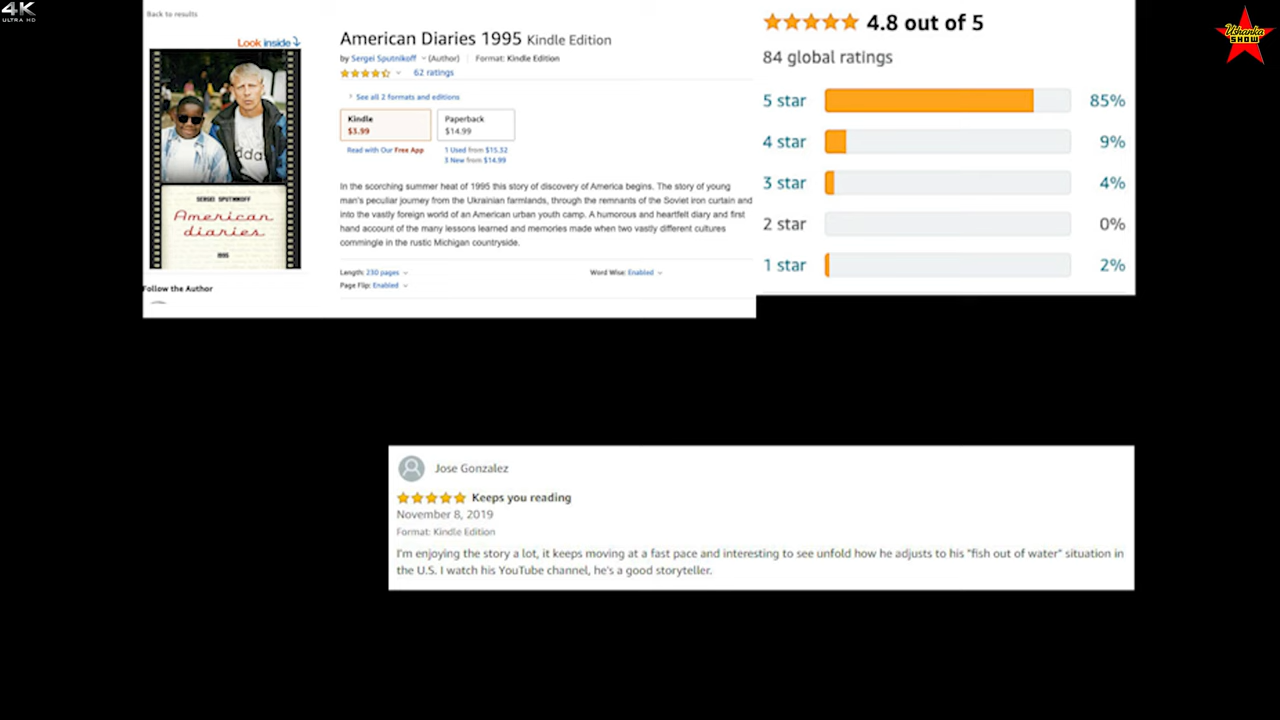 4K
ULTRA HD
Back to results
Look inside
SERGEI SPUTNIKOFF
American
diaries
1995
Follow the Author
American Diaries 1995 Kindle Edition
by Sergei Sputnikoff (Author) Format: Kindle Edition
62 ratings
See all 2 formats and editions
Kindle
$3.99
Paperback
$14.99
Read with Our Free App
1 Used from $15.32
3 New from $14.99
In the scorching summer heat of 1995 this story of discovery of America begins. The story of young
man's peculiar journey from the Ukrainian farmlands, through the remnants of the Soviet iron curtain and
into the vastly foreign world of an American urban youth camp. A humorous and heartfelt diary and first
hand account of the many lessons learned and memories made when two vastly different cultures
commingle in the rustic Michigan countryside.
Length: 230 pages
Word Wise: Enabled
Page Flip: Enabled
4.8 out of 5
84 global ratings
5 star 85%
4 star 9%
3 star 4%
2 star 0%
1 star 2%
Ushanka
SHOW
Jose Gonzalez
Keeps you reading
November 8, 2019
Format: Kindle Edition
I'm enjoying the story a lot, it keeps moving at a fast pace and interesting to see unfold how he adjusts to his "fish out of water" situation in
the U.S. I watch his YouTube channel, he's a good storyteller.